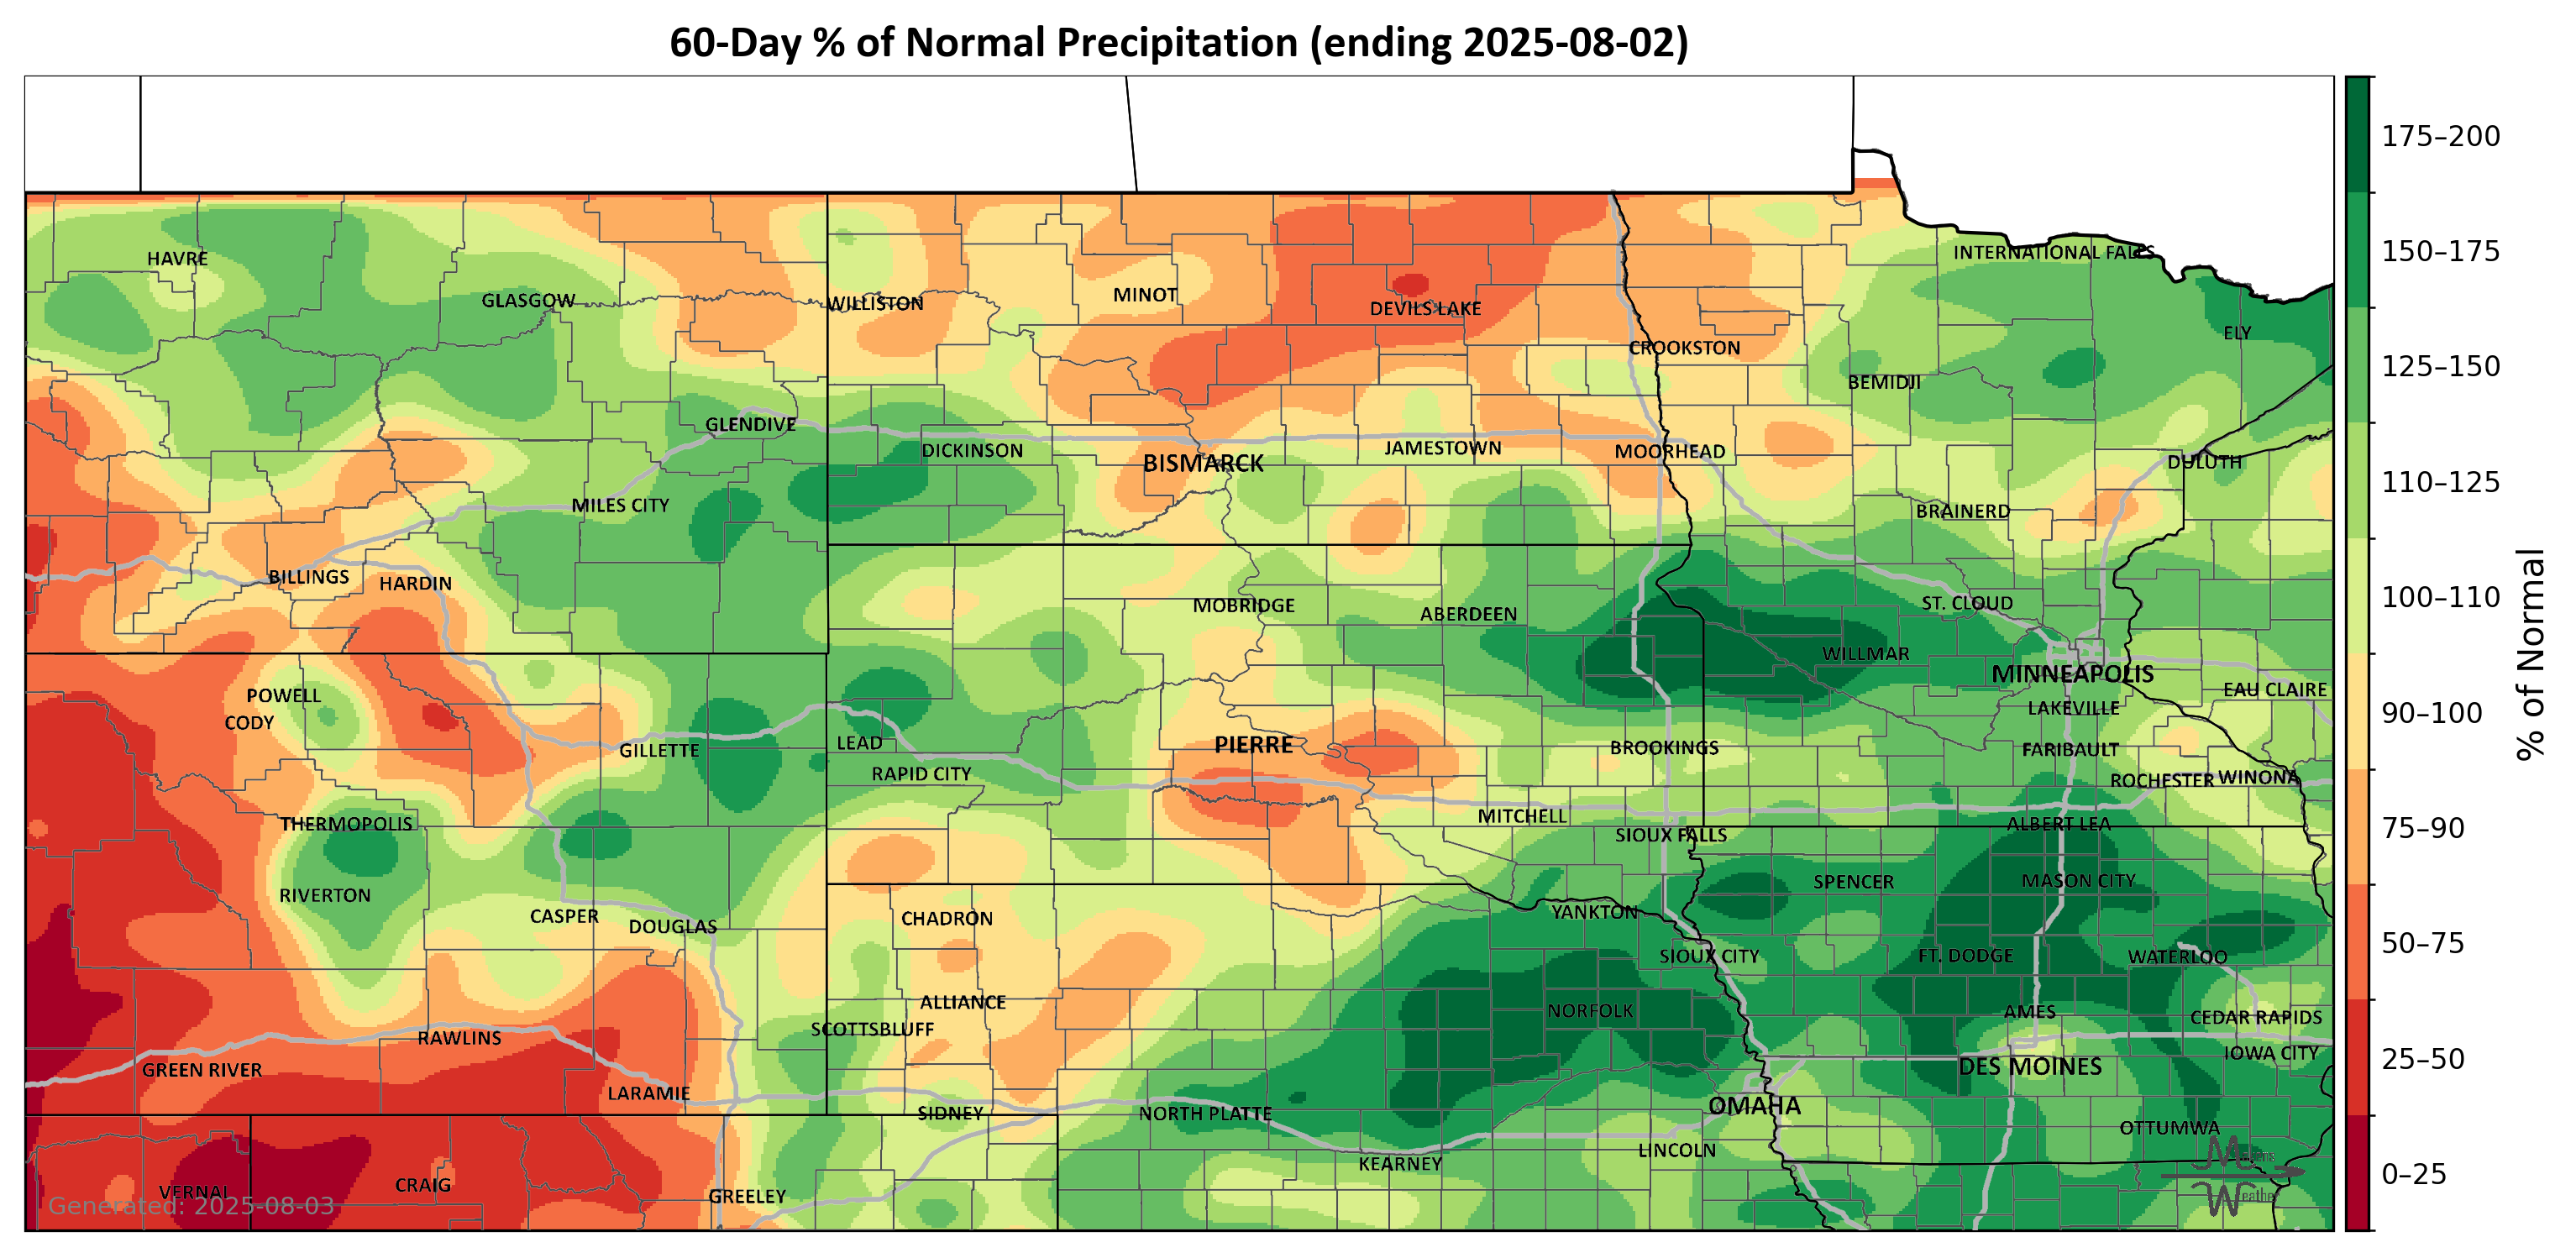 60-Day % of Normal Precipitation (ending 2025-08-02)
175–200
150–175
125–150
110–125
100–110
90–100
75–90
50–75
25–50
0–25
% of Normal
HAVRE
GLASGOW
WILLISTON
MINOT
DEVILS LAKE
CROOKSTON
INTERNATIONAL FALLS
ELY
BEMIDJI
GLENDIVE
DICKINSON
BISMARCK
JAMESTOWN
MOORHEAD
DULUTH
MILES CITY
BRAINERD
BILLINGS
HARDIN
MOBRIDGE
ABERDEEN
ST. CLOUD
WILLMAR
MINNEAPOLIS
EAU CLAIRE
POWELL
CODY
LAKEVILLE
GILLETTE
LEAD
PIERRE
BROOKINGS
FARIBAULT
RAPID CITY
ROCHESTER
WINONA
THERMOPOLIS
MITCHELL
SIOUX FALLS
ALBERT LEA
RIVERTON
SPENCER
MASON CITY
CASPER
DOUGLAS
CHADRON
YANKTON
SIOUX CITY
FT. DODGE
WATERLOO
ALLIANCE
NORFOLK
AMES
CEDAR RAPIDS
SCOTTSBLUFF
RAWLINS
IOWA CITY
GREEN RIVER
DES MOINES
LARAMIE
SIDNEY
NORTH PLATTE
OMAHA
OTTUMWA
LINCOLN
KEARNEY
VERNAL
CRAIG
GREELEY
Generated: 2025-08-03